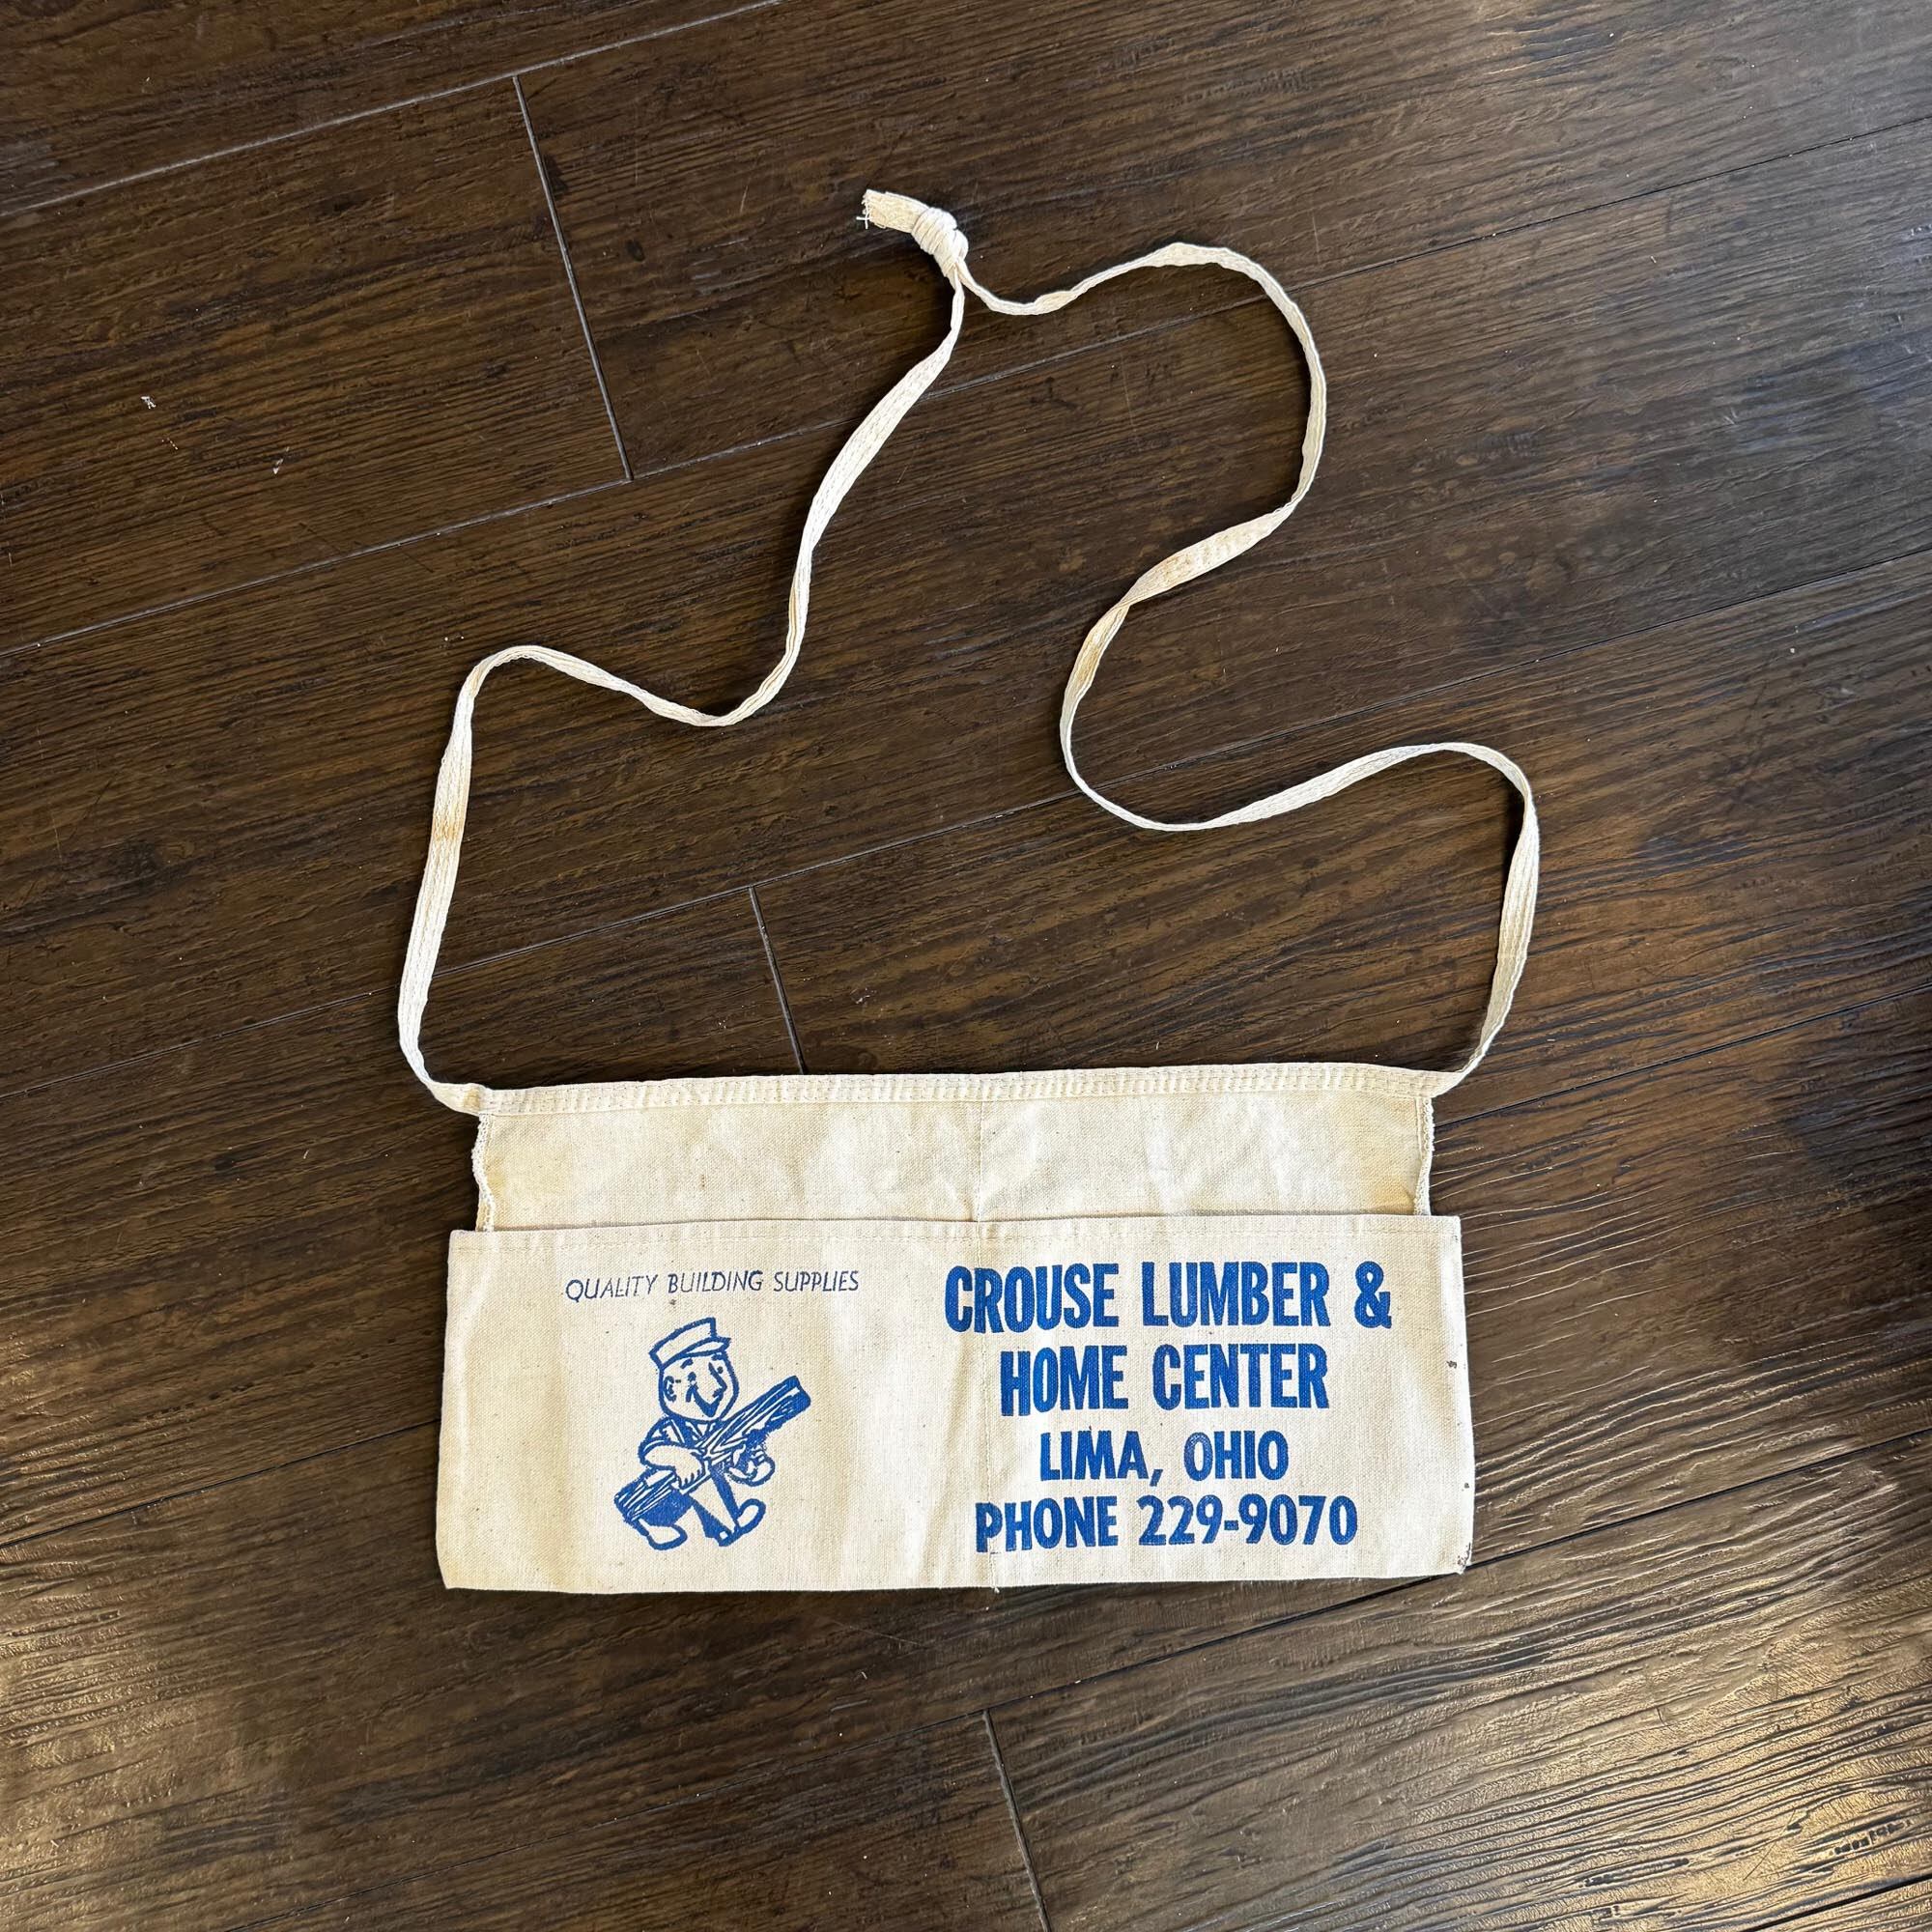 QUALITY BUILDING SUPPLIES
CROUSE LUMBER &
HOME CENTER
LIMA, OHIO
PHONE 229-9070